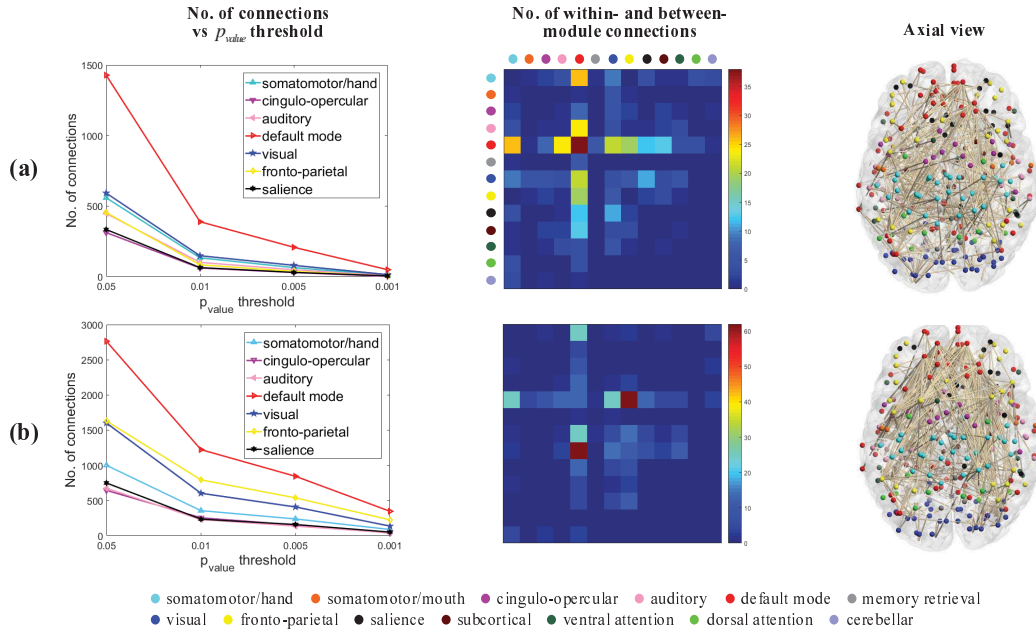 No. of connections
vs p_value threshold
No. of within- and between-
module connections
Axial view
(a)
No. of connections
1500
1000
500
0
0.05
0.01
0.005
0.001
p_value threshold
somatomotor/hand
cingulo-opercular
auditory
default mode
visual
fronto-parietal
salience
35
30
25
20
15
10
5
0
(b)
No. of connections
3000
2500
2000
1500
1000
500
0
0.05
0.01
0.005
0.001
p_value threshold
somatomotor/hand
cingulo-opercular
auditory
default mode
visual
fronto-parietal
salience
60
50
40
30
20
10
0
somatomotor/hand somatomotor/mouth cingulo-opercular auditory default mode memory retrieval
visual fronto-parietal salience subcortical ventral attention dorsal attention cerebellar